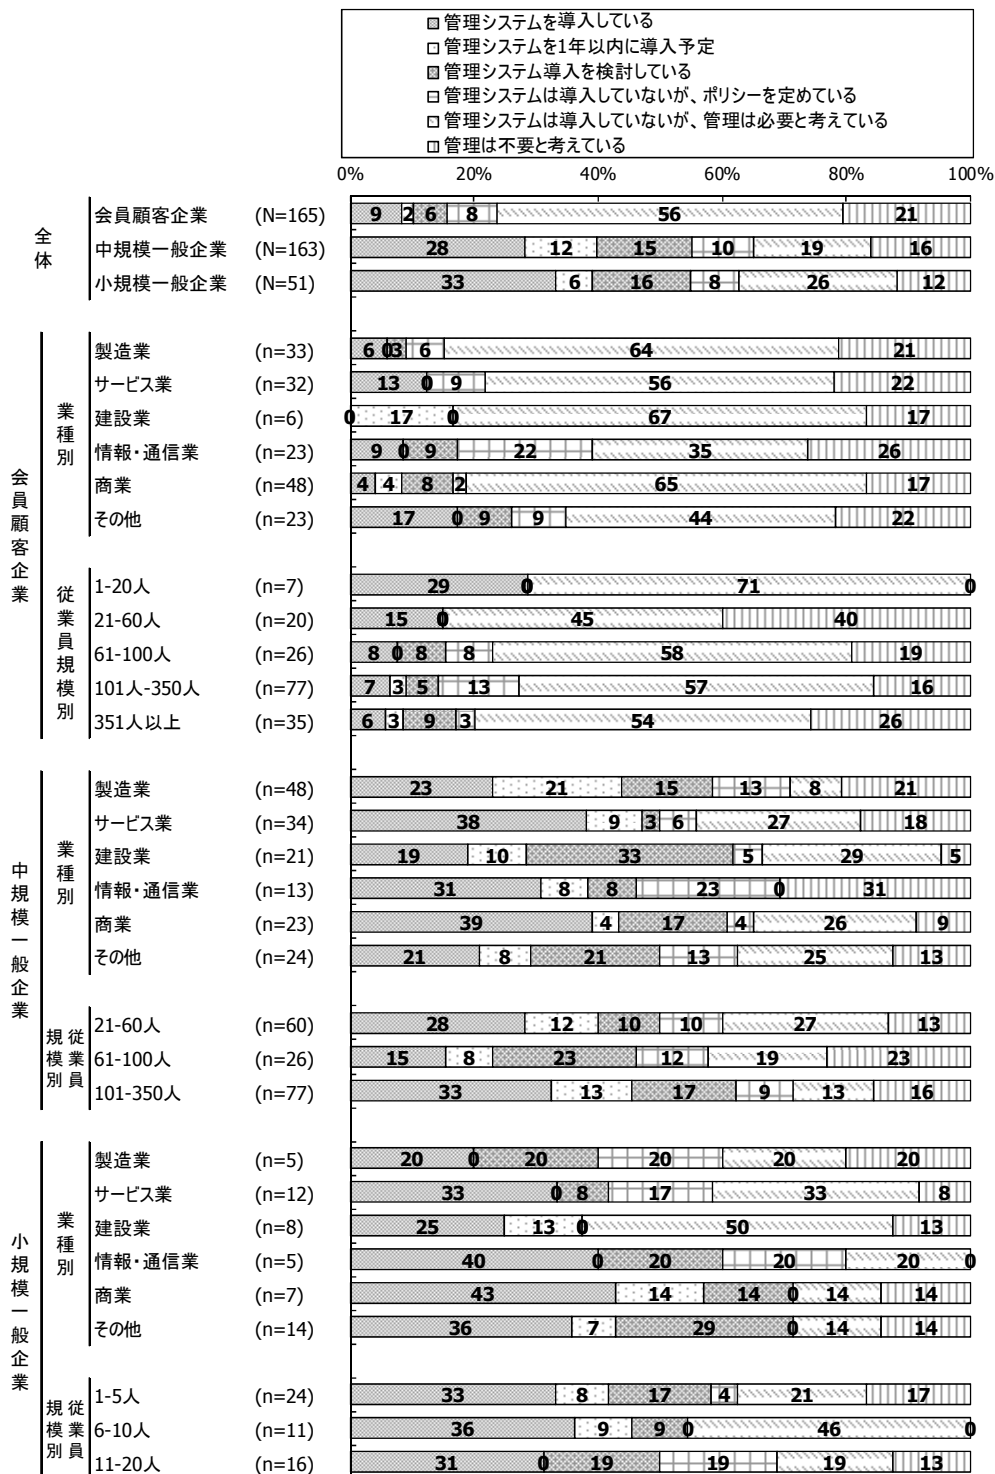 管理システムを導入している
管理システムを1年以内に導入予定
管理システム導入を検討している
管理システムは導入していないが、ポリシーを定めている
管理システムは導入していないが、管理は必要と考えている
管理は不要と考えている
0% 20% 40% 60% 80% 100%
全体
会員顧客企業 (N=165) 9 2 6 8 56 21
中規模一般企業 (N=163) 28 12 15 10 19 16
小規模一般企業 (N=51) 33 6 16 8 26 12
会員顧客企業
業種別
製造業 (n=33) 6 0 3 6 64 21
サービス業 (n=32) 13 0 9 56 22
建設業 (n=6) 0 17 0 67 17
情報・通信業 (n=23) 9 0 9 22 35 26
商業 (n=48) 4 4 8 2 65 17
その他 (n=23) 17 0 9 9 44 22
従業員規模別
1-20人 (n=7) 29 0 71 0
21-60人 (n=20) 15 0 45 40
61-100人 (n=26) 8 0 8 8 58 19
101人-350人 (n=77) 7 3 5 13 57 16
351人以上 (n=35) 6 3 9 3 54 26
中規模一般企業
業種別
製造業 (n=48) 23 21 15 13 8 21
サービス業 (n=34) 38 9 3 6 27 18
建設業 (n=21) 19 10 33 5 29 5
情報・通信業 (n=13) 31 8 8 23 0 31
商業 (n=23) 39 4 17 4 26 9
その他 (n=24) 21 8 21 13 25 13
従業員規模別
21-60人 (n=60) 28 12 10 10 27 13
61-100人 (n=26) 15 8 23 12 19 23
101-350人 (n=77) 33 13 17 9 13 16
小規模一般企業
業種別
製造業 (n=5) 20 0 20 20 20 20
サービス業 (n=12) 33 0 8 17 33 8
建設業 (n=8) 25 13 0 50 13
情報・通信業 (n=5) 40 0 20 20 20 0
商業 (n=7) 43 14 14 0 14 14
その他 (n=14) 36 7 29 0 14 14
従業員規模別
1-5人 (n=24) 33 8 17 4 21 17
6-10人 (n=11) 36 9 9 0 46 0
11-20人 (n=16) 31 0 19 19 19 13